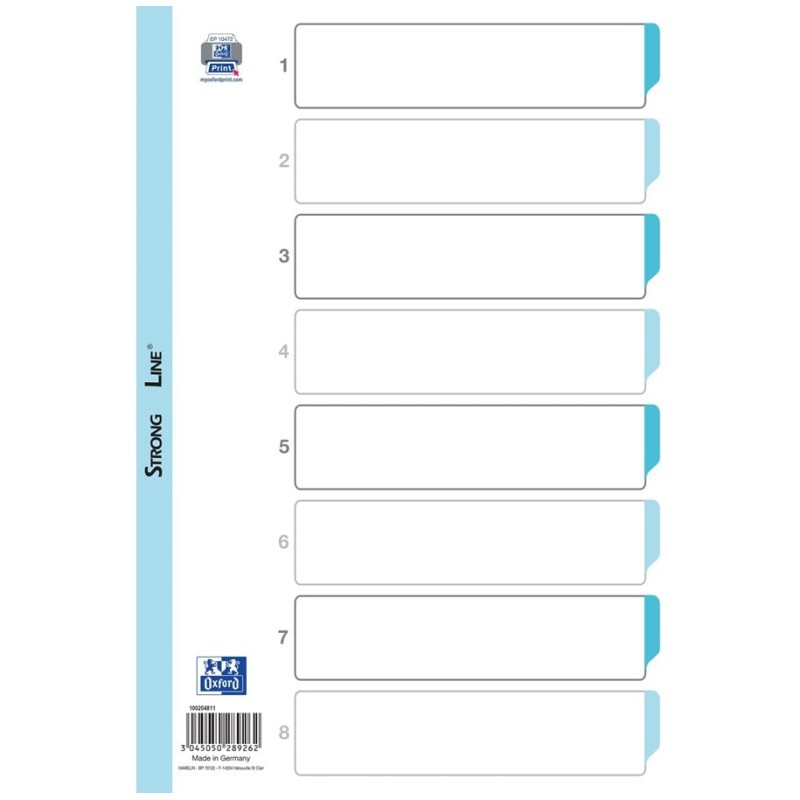 EP 10472
Oxford
Print
myoxfordprint.com
1
2
3
4
5
6
7
8
STRONG LINE®
Oxford
100204811
3 045050 289262
Made in Germany